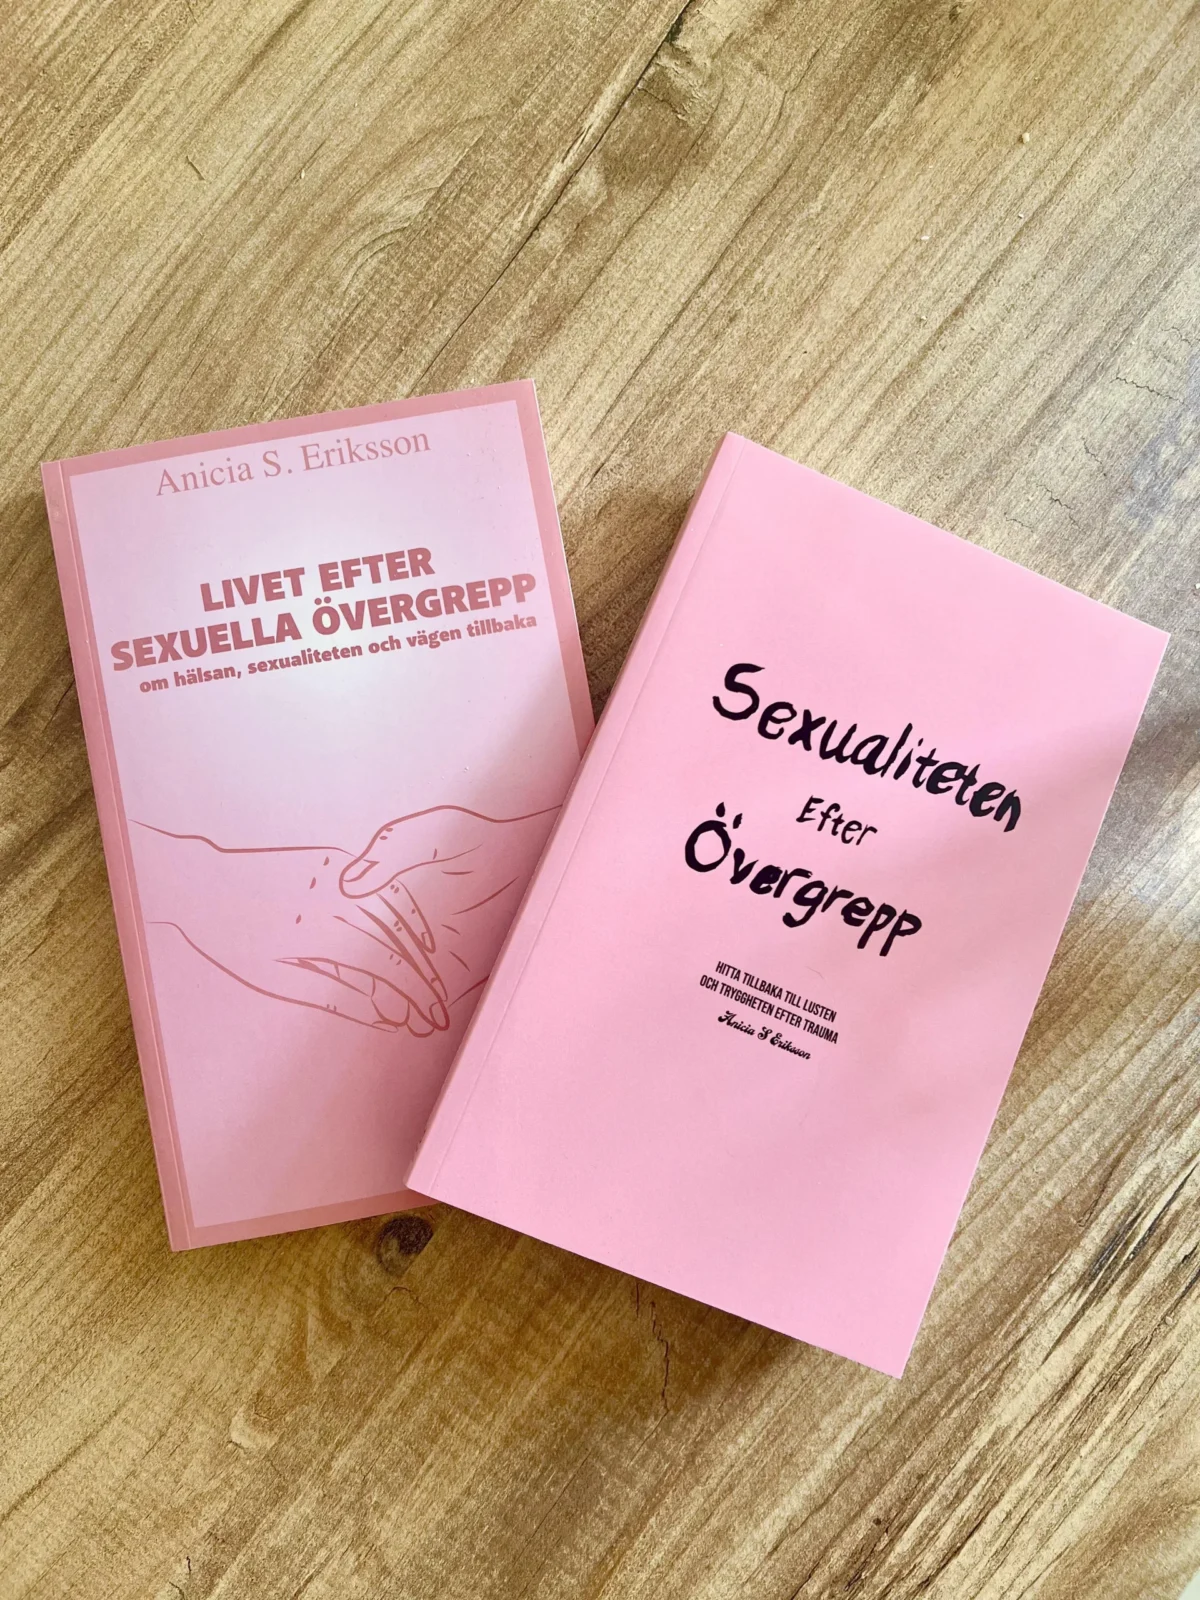 Anicia S. Eriksson
LIVET EFTER
SEXUELLA ÖVERGREPP
om hälsan, sexualiteten och vägen tillbaka
Sexualiteten
Efter
Övergrepp
HITTA TILLBAKA TILL LUSTEN
OCH TRYGGHETEN EFTER TRAUMA
Anicia S Eriksson